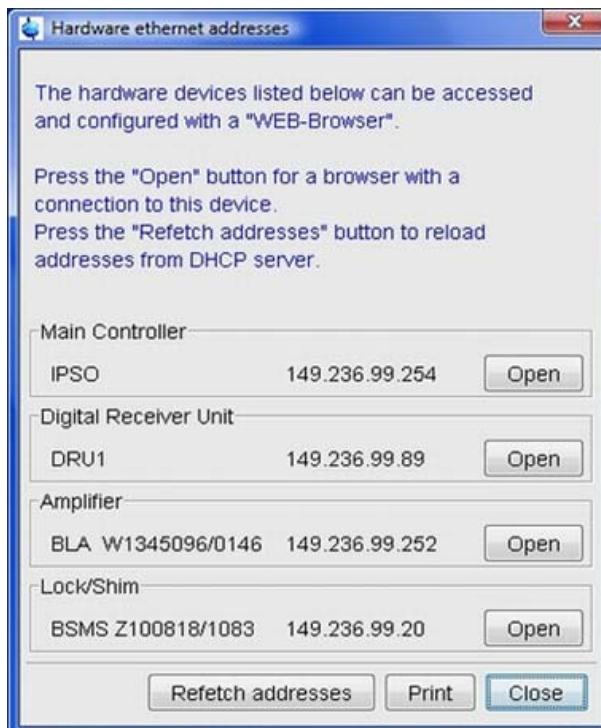 Hardware ethernet addresses
The hardware devices listed below can be accessed
and configured with a "WEB-Browser".
Press the "Open" button for a browser with a
connection to this device.
Press the "Refetch addresses" button to reload
addresses from DHCP server.
Main Controller
IPSO 149.236.99.254 Open
Digital Receiver Unit
DRU1 149.236.99.89 Open
Amplifier
BLA W1345096/0146 149.236.99.252 Open
Lock/Shim
BSMS Z100818/1083 149.236.99.20 Open
Refetch addresses Print Close